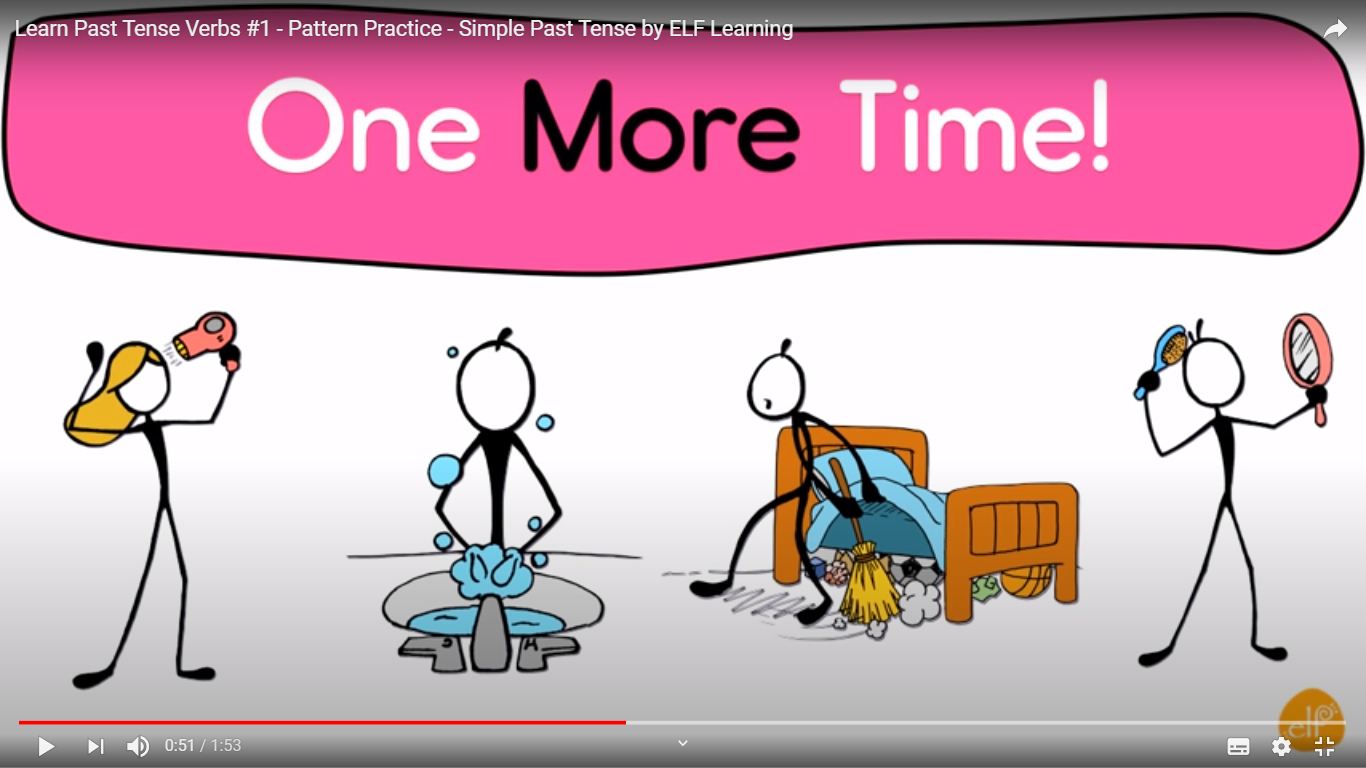 Learn Past Tense Verbs #1 - Pattern Practice - Simple Past Tense by ELF Learning
One More Time!
elf
0:51 / 1:53